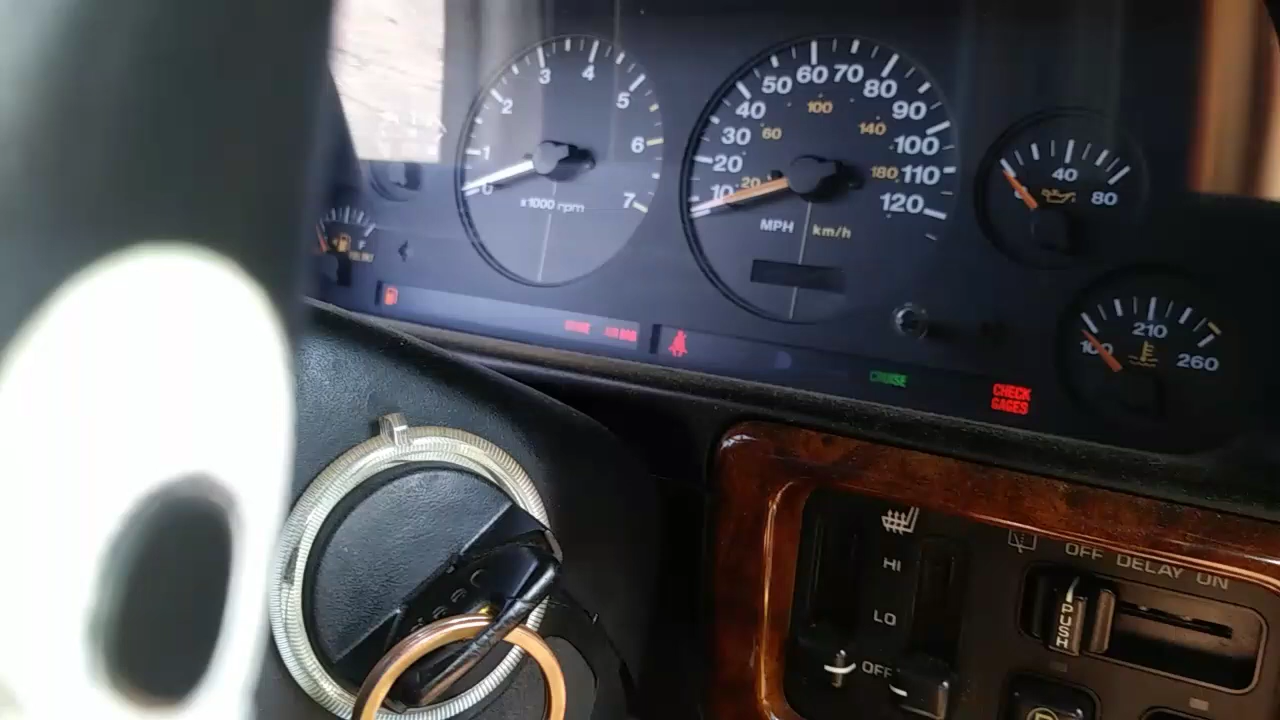 0
1
2
3
4
5
6
7
x1000 rpm
10
20
30
40
50
60
70
80
90
100
110
120
20
60
100
140
180
MPH
km/h
40
80
100
210
260
F
AIR BAG
CRUISE
CHECK
GAGES
HI
LO
OFF
OFF DELAY ON
PUSH